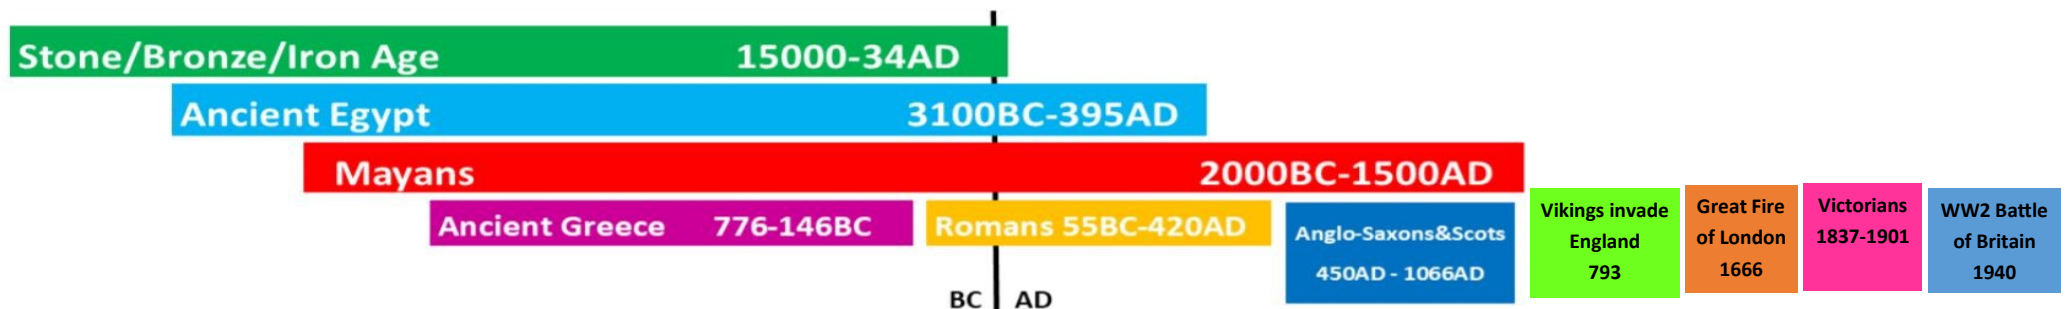 Stone/Bronze/Iron Age 15000-34AD
Ancient Egypt 3100BC-395AD
Mayans 2000BC-1500AD
Ancient Greece 776-146BC
Romans 55BC-420AD
Anglo-Saxons&Scots
450AD - 1066AD
Vikings invade
England
793
Great Fire
of London
1666
Victorians
1837-1901
WW2 Battle
of Britain
1940
BC AD